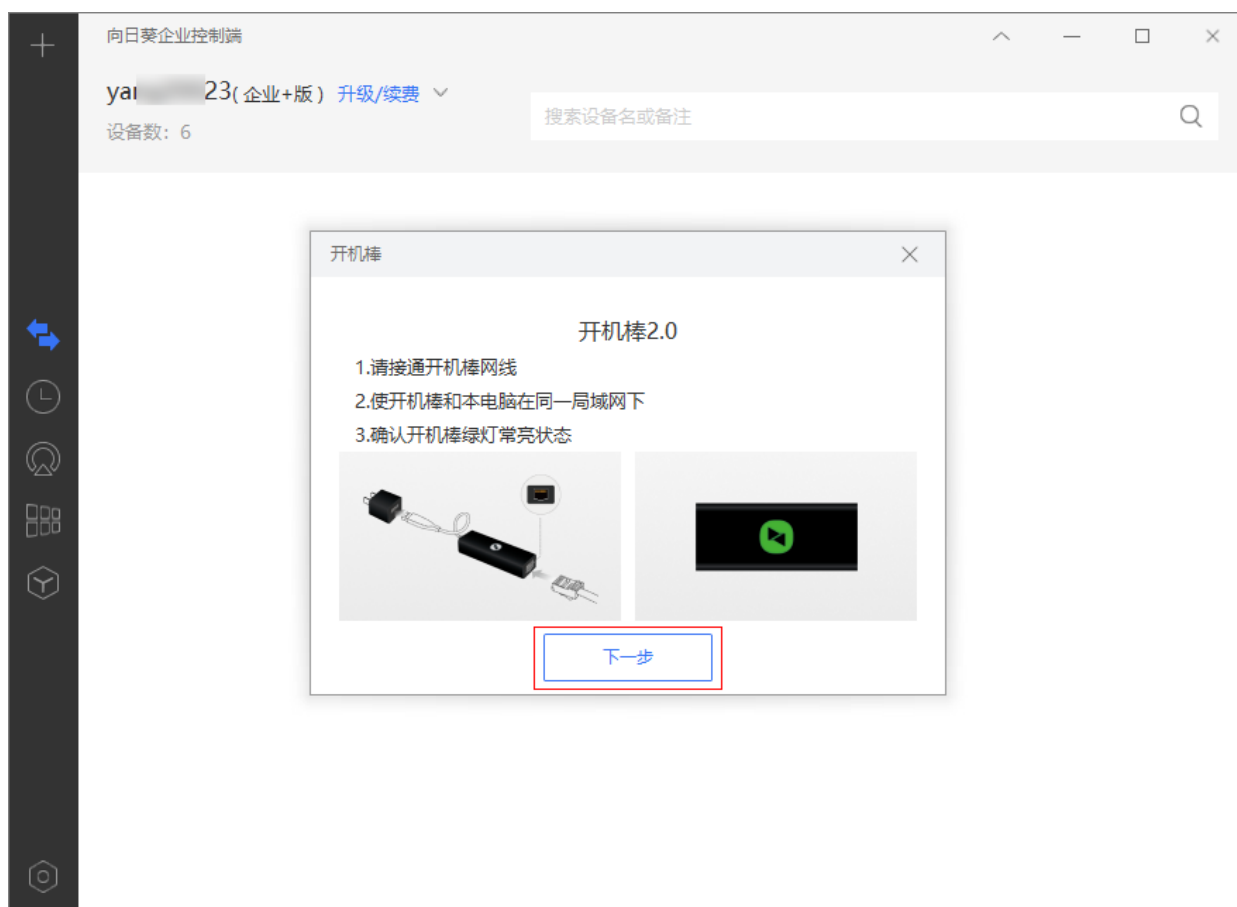 向日葵企业控制端
yan 23( 企业+版 ) 升级/续费
设备数: 6
搜索设备名或备注
开机棒
开机棒2.0
1.请接通开机棒网线
2.使开机棒和本电脑在同一局域网下
3.确认开机棒绿灯常亮状态
下一步